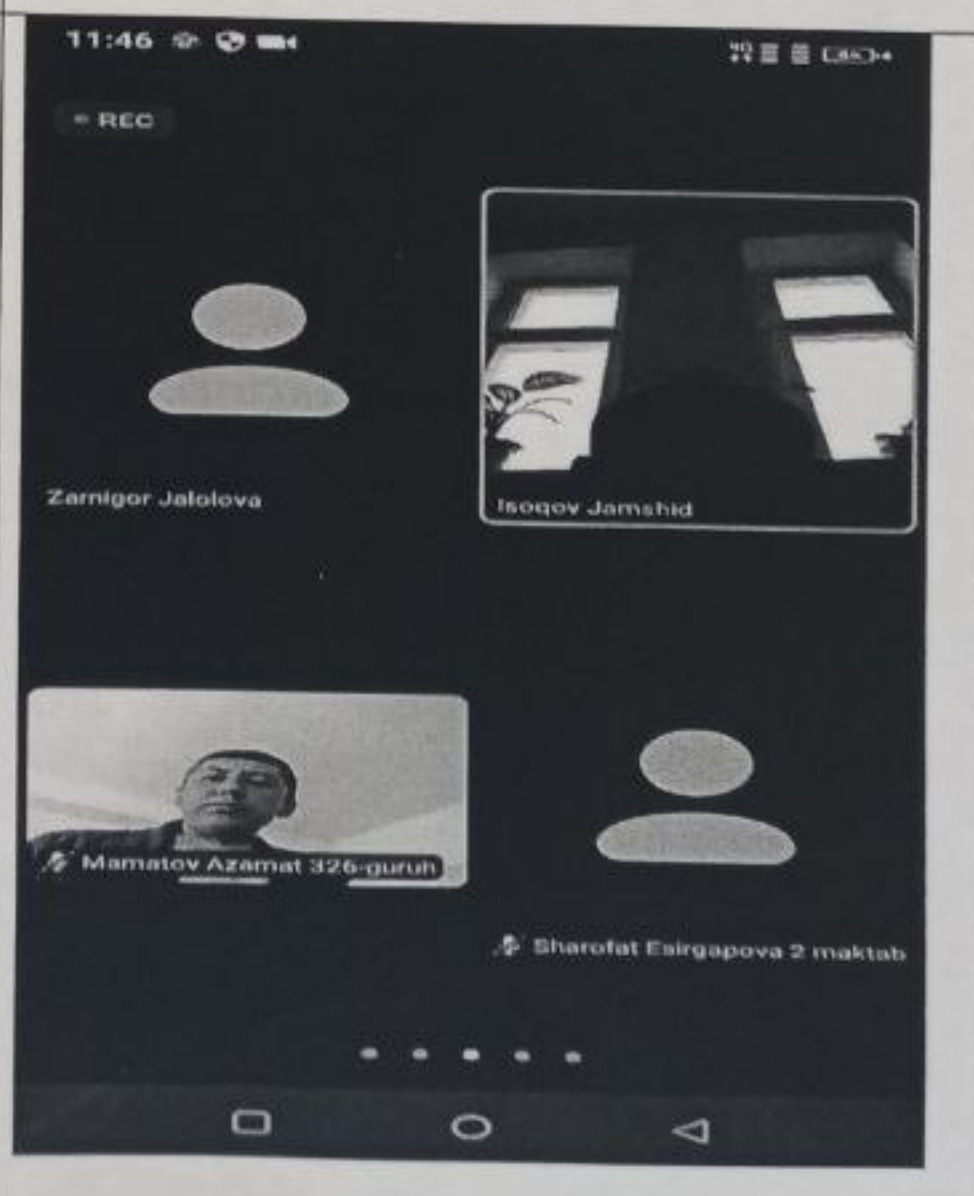 11:46
REC
Zarnigor Jalolova
Isoqov Jamshid
Mamatov Azamat 326-guruh
Sharofat Esirgapova 2 maktab